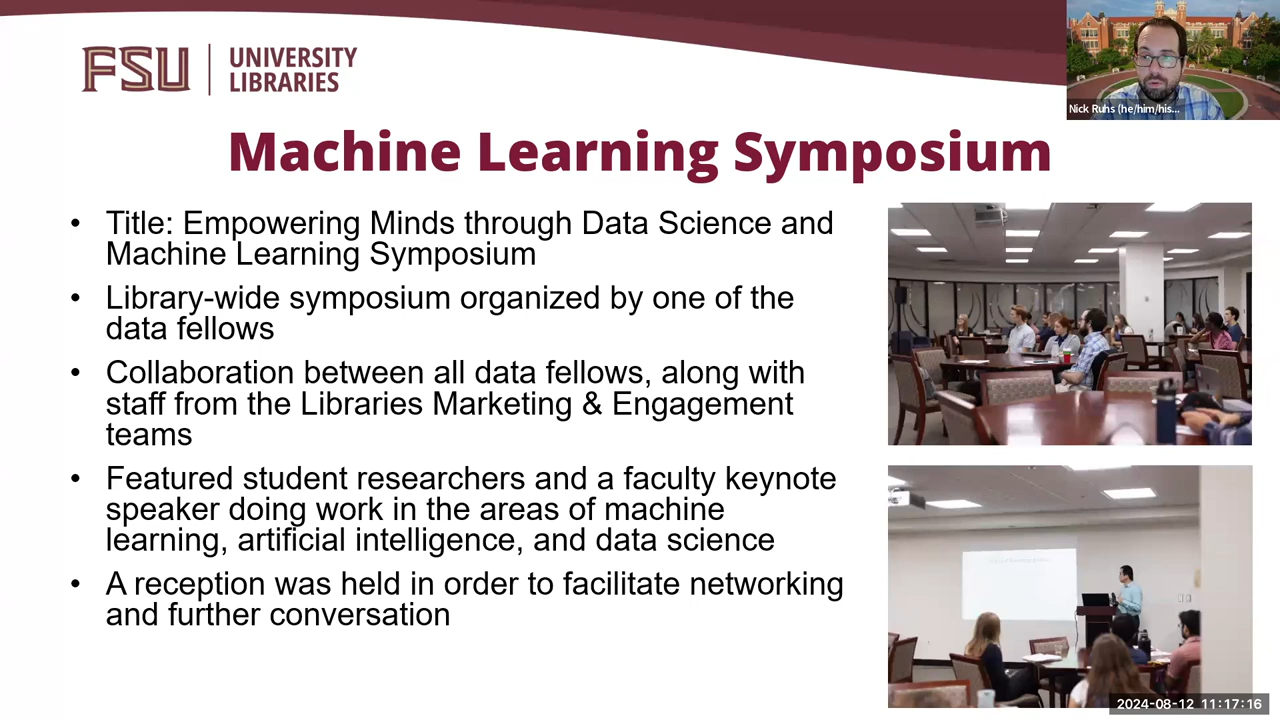 FSU
UNIVERSITY
LIBRARIES
Nick Ruhs (he/him/his...
Machine Learning Symposium
• Title: Empowering Minds through Data Science and
Machine Learning Symposium
• Library-wide symposium organized by one of the
data fellows
• Collaboration between all data fellows, along with
staff from the Libraries Marketing & Engagement
teams
• Featured student researchers and a faculty keynote
speaker doing work in the areas of machine
learning, artificial intelligence, and data science
• A reception was held in order to facilitate networking
and further conversation
2024-08-12 11:17:16